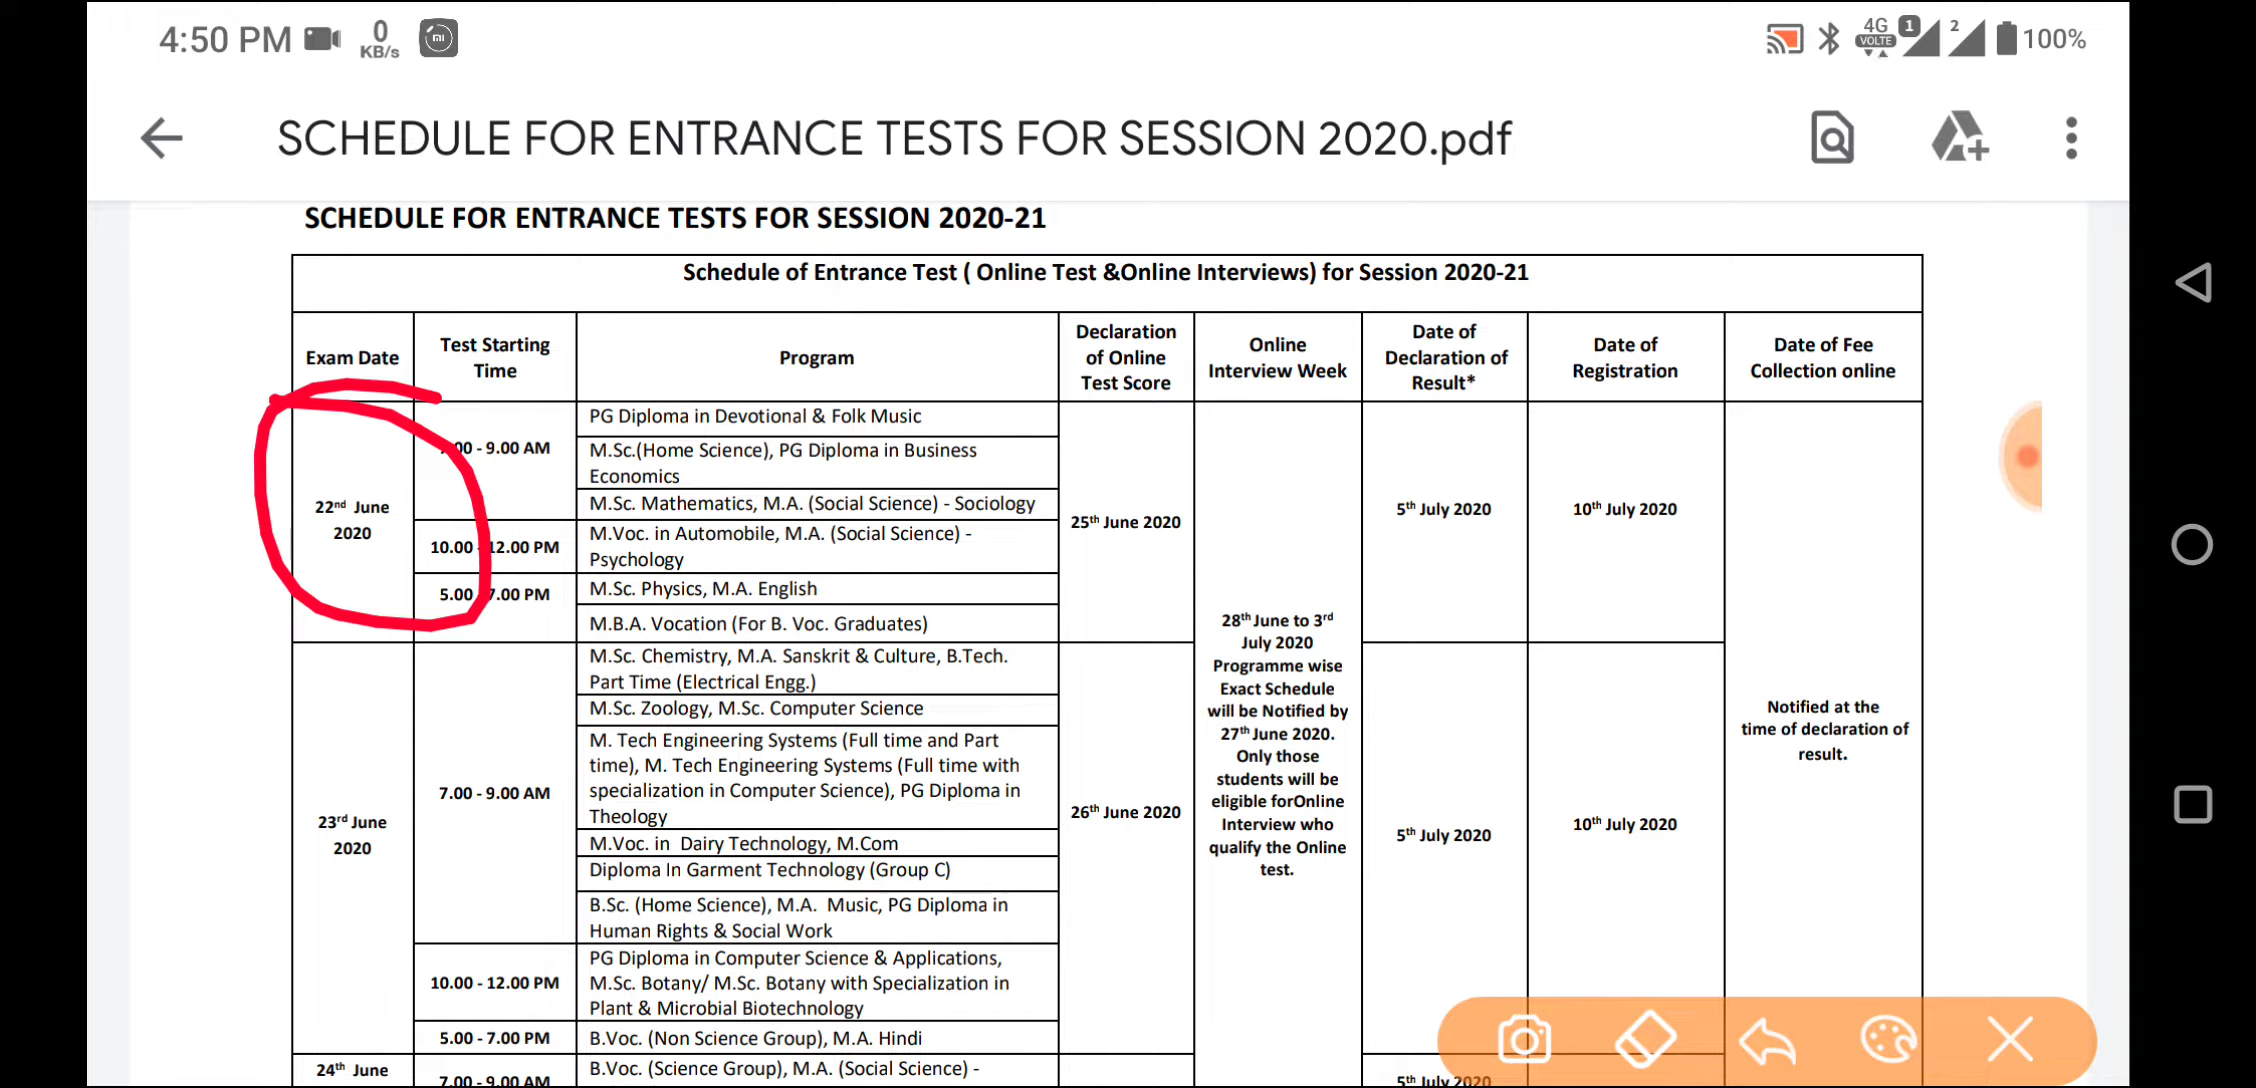 4:50 PM 0 KB/s mi 4G VOLTE 1 2 100%
SCHEDULE FOR ENTRANCE TESTS FOR SESSION 2020.pdf
SCHEDULE FOR ENTRANCE TESTS FOR SESSION 2020-21
Schedule of Entrance Test ( Online Test &Online Interviews) for Session 2020-21
Exam Date
Test Starting
Time
Program
Declaration
of Online
Test Score
Online
Interview Week
Date of
Declaration of
Result*
Date of
Registration
Date of Fee
Collection online
22nd June
2020
- 9.00 AM
PG Diploma in Devotional & Folk Music
M.Sc.(Home Science), PG Diploma in Business
Economics
M.Sc. Mathematics, M.A. (Social Science) - Sociology
10.00 - 12.00 PM
M.Voc. in Automobile, M.A. (Social Science) -
Psychology
5.00 7.00 PM
M.Sc. Physics, M.A. English
M.B.A. Vocation (For B. Voc. Graduates)
25th June 2020
28th June to 3rd
July 2020
Programme wise
Exact Schedule
will be Notified by
27th June 2020.
Only those
students will be
eligible forOnline
Interview who
qualify the Online
test.
5th July 2020
10th July 2020
Notified at the
time of declaration of
result.
23rd June
2020
7.00 - 9.00 AM
M.Sc. Chemistry, M.A. Sanskrit & Culture, B.Tech.
Part Time (Electrical Engg.)
M.Sc. Zoology, M.Sc. Computer Science
M. Tech Engineering Systems (Full time and Part
time), M. Tech Engineering Systems (Full time with
specialization in Computer Science), PG Diploma in
Theology
M.Voc. in Dairy Technology, M.Com
Diploma In Garment Technology (Group C)
B.Sc. (Home Science), M.A. Music, PG Diploma in
Human Rights & Social Work
10.00 - 12.00 PM
PG Diploma in Computer Science & Applications,
M.Sc. Botany/ M.Sc. Botany with Specialization in
Plant & Microbial Biotechnology
5.00 - 7.00 PM
B.Voc. (Non Science Group), M.A. Hindi
26th June 2020
5th July 2020
10th July 2020
24th June
7.00 - 9.00 AM
B.Voc. (Science Group), M.A. (Social Science) -
5th July 2020